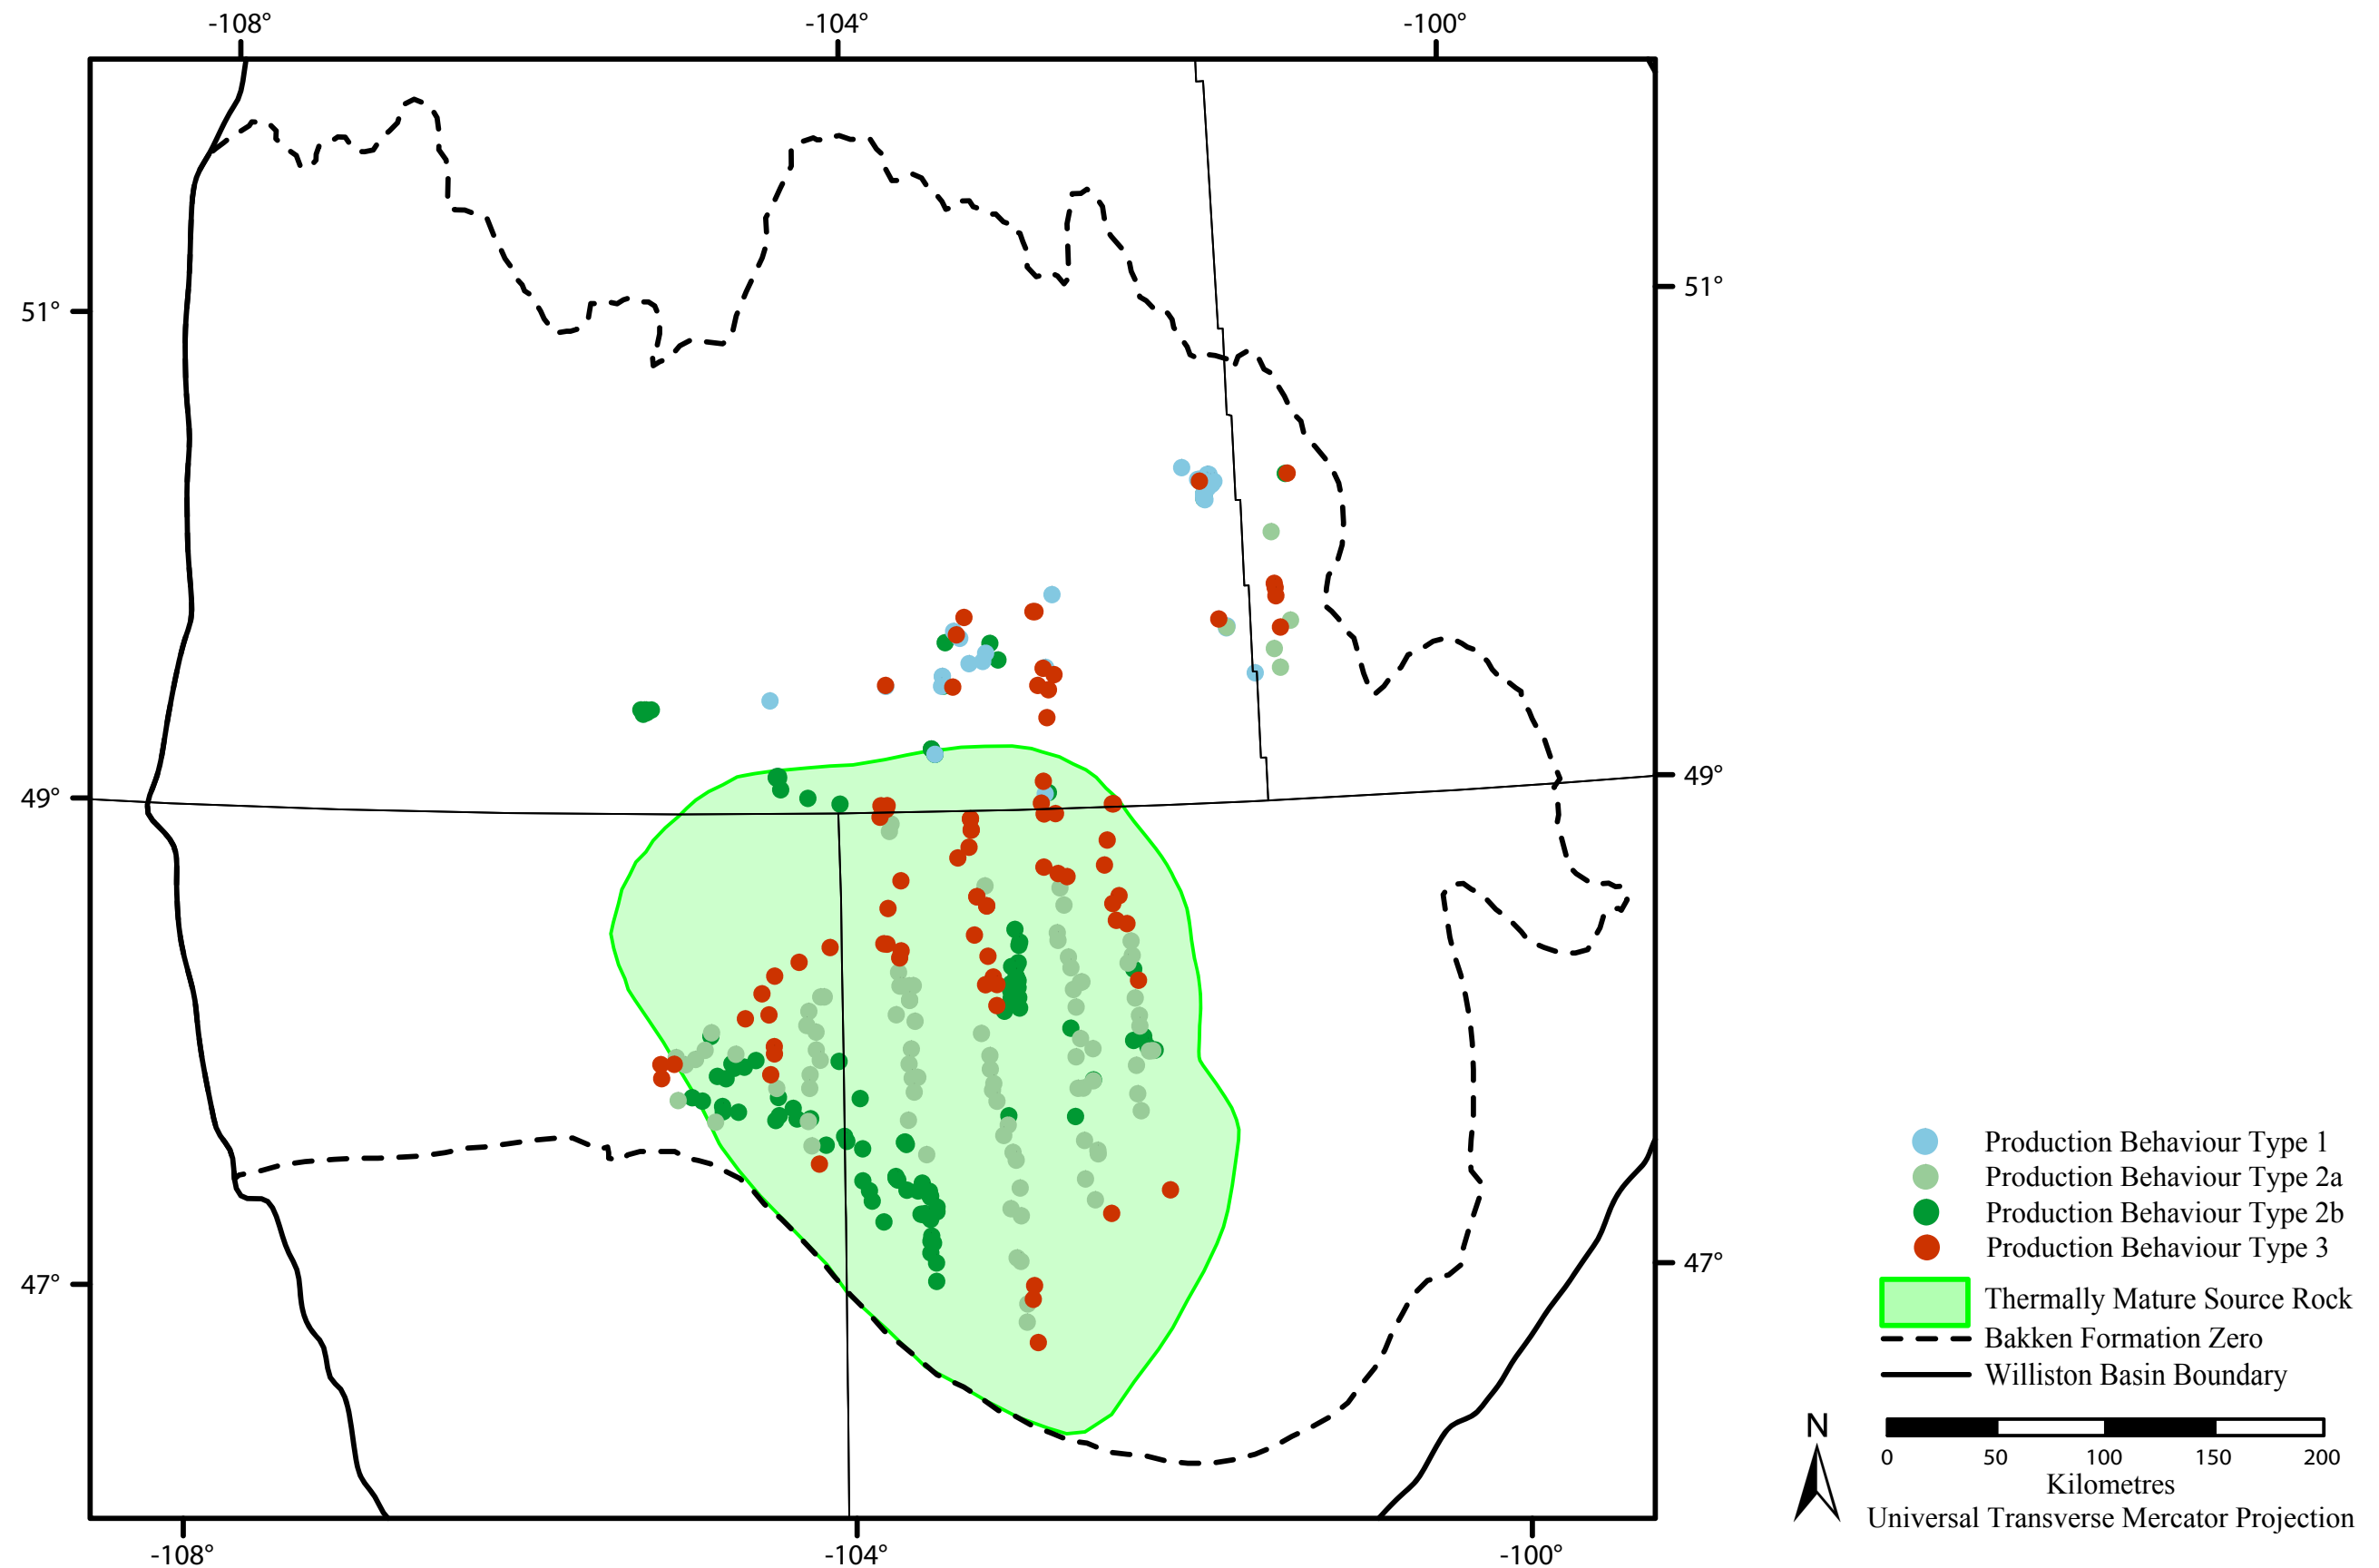 -108° -104° -100°
51° 51°
49° 49°
47° 47°
-108° -104° -100°
Production Behaviour Type 1
Production Behaviour Type 2a
Production Behaviour Type 2b
Production Behaviour Type 3
Thermally Mature Source Rock
Bakken Formation Zero
Williston Basin Boundary
N
0 50 100 150 200
Kilometres
Universal Transverse Mercator Projection